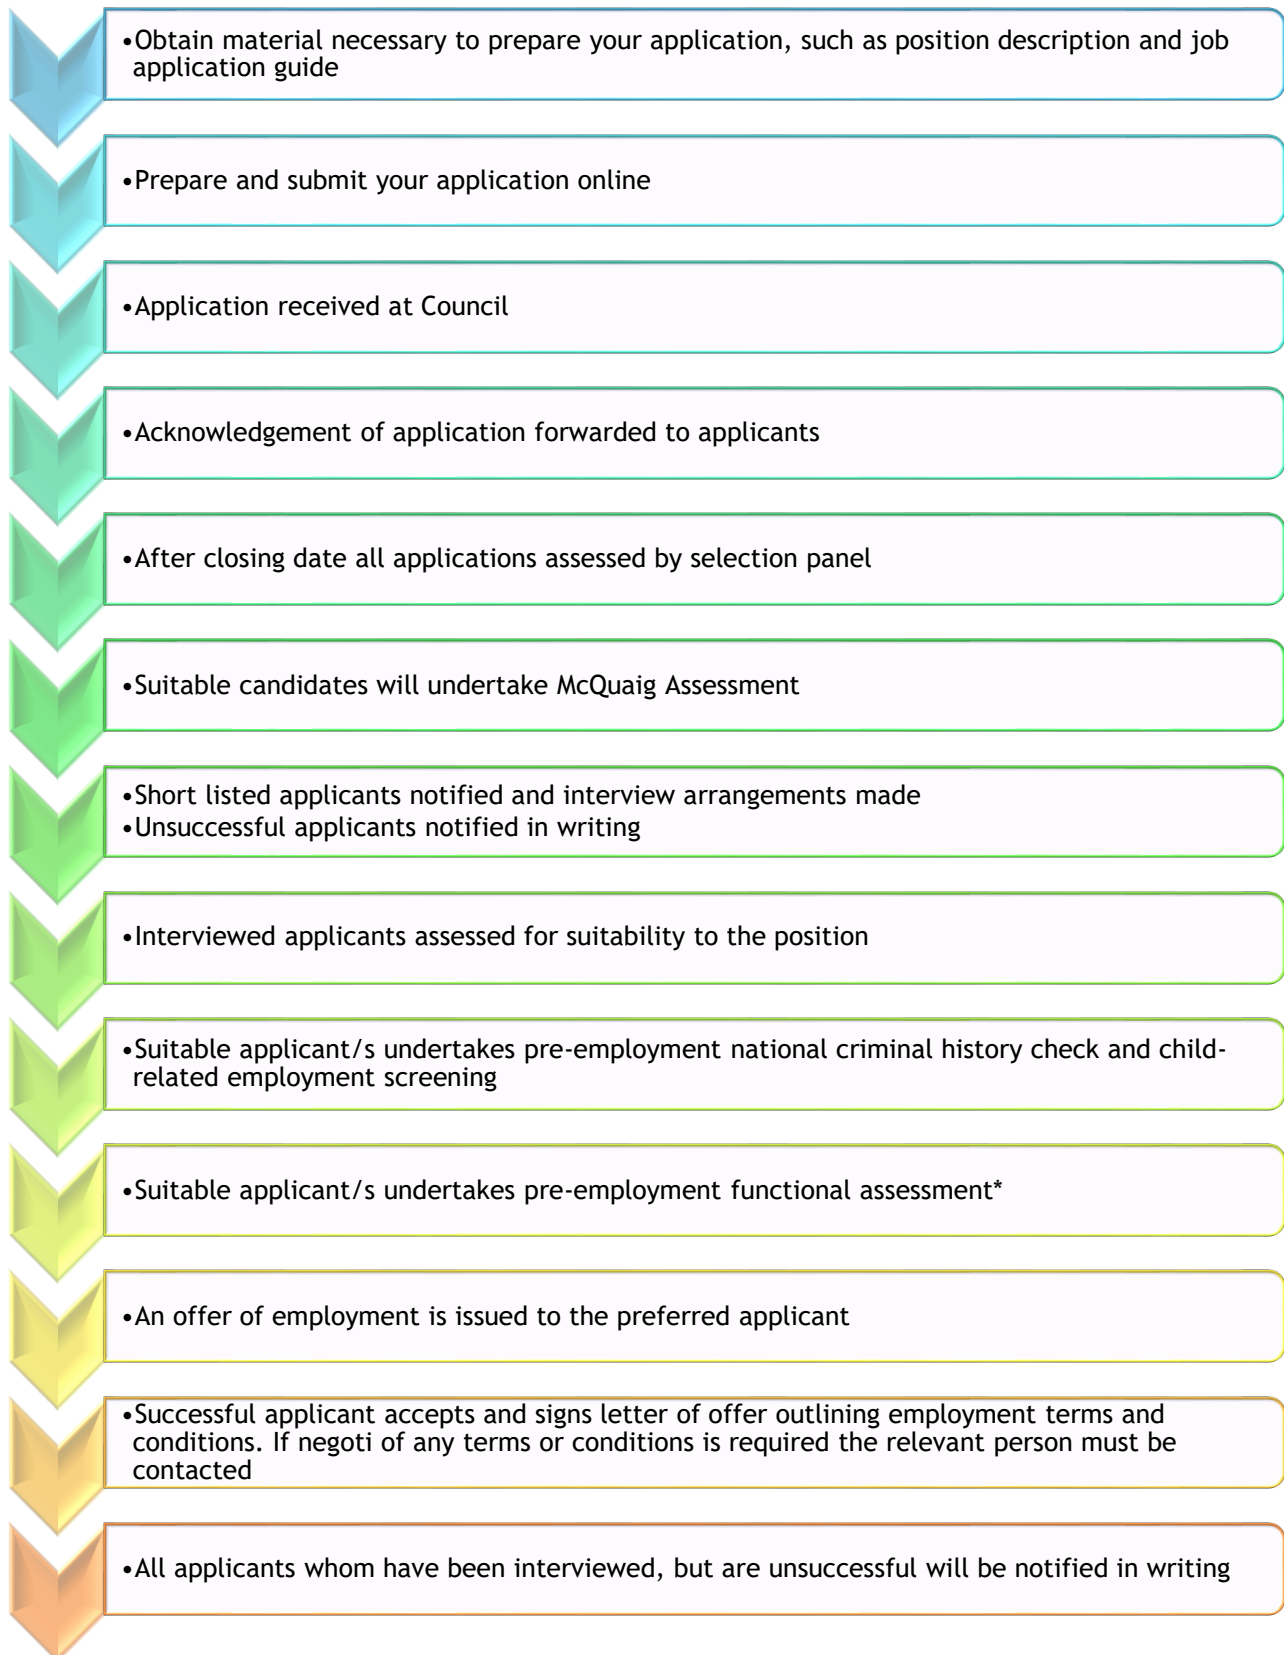 •Obtain material necessary to prepare your application, such as position description and job
application guide
•Prepare and submit your application online
•Application received at Council
•Acknowledgement of application forwarded to applicants
•After closing date all applications assessed by selection panel
•Suitable candidates will undertake McQuaig Assessment
•Short listed applicants notified and interview arrangements made
•Unsuccessful applicants notified in writing
•Interviewed applicants assessed for suitability to the position
•Suitable applicant/s undertakes pre-employment national criminal history check and child-
related employment screening
•Suitable applicant/s undertakes pre-employment functional assessment*
•An offer of employment is issued to the preferred applicant
•Successful applicant accepts and signs letter of offer outlining employment terms and
conditions. If negoti of any terms or conditions is required the relevant person must be
contacted
•All applicants whom have been interviewed, but are unsuccessful will be notified in writing